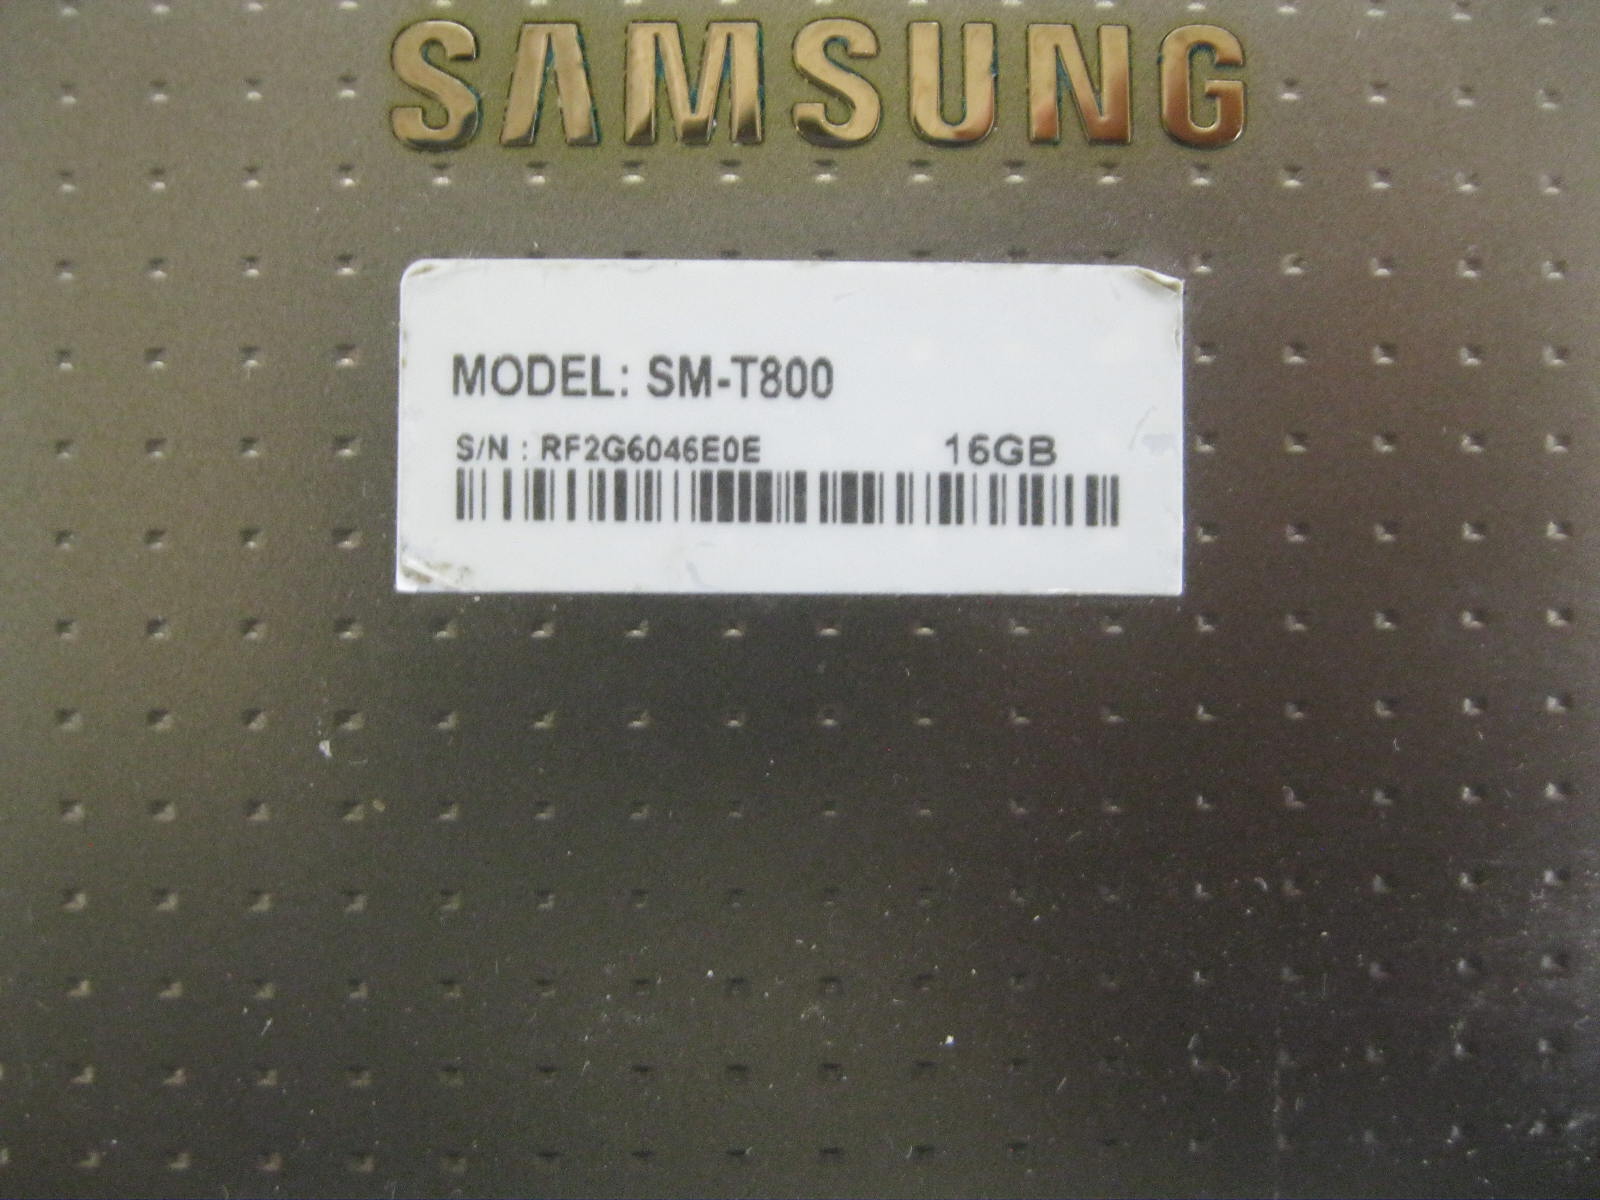 SAMSUNG
MODEL: SM-T800
S/N : RF2G6046E0E 16GB